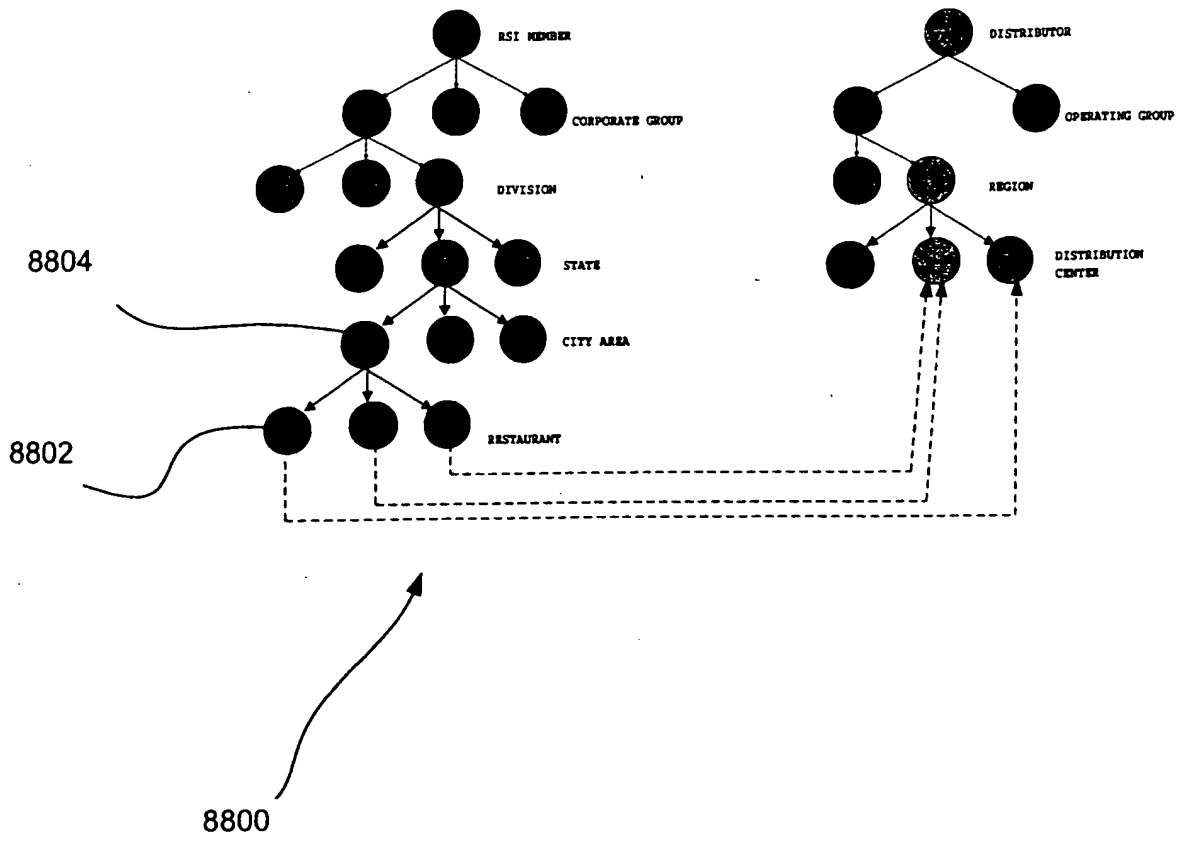 RSI MEMBER
DISTRIBUTOR
CORPORATE GROUP
OPERATING GROUP
DIVISION
REGION
8804
STATE
DISTRIBUTION
CENTER
CITY AREA
8802
RESTAURANT
8800